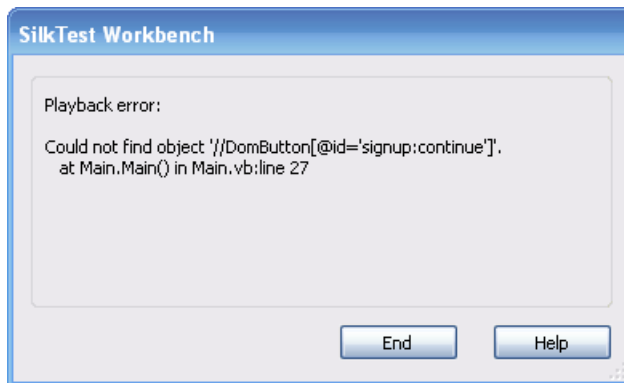 SilkTest Workbench
Playback error:
Could not find object '//DomButton[@id='signup:continue']'.
at Main.Main() in Main.vb:line 27
End
Help